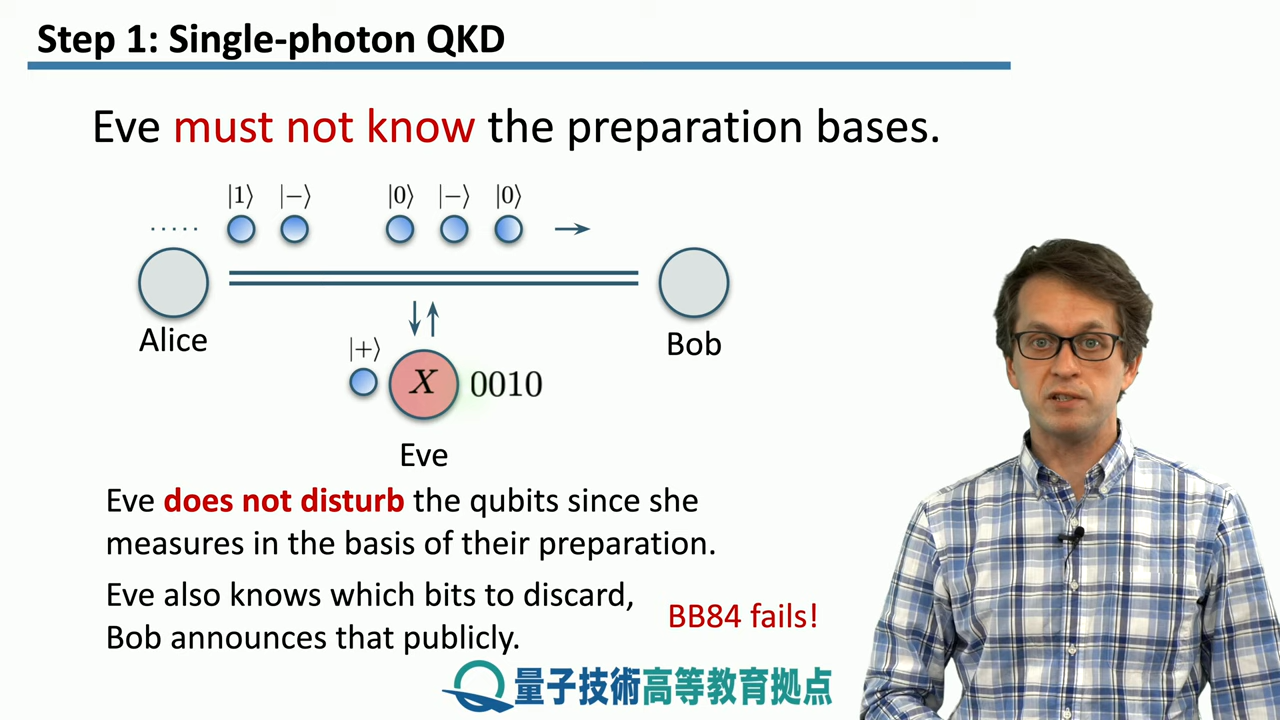 Step 1: Single-photon QKD
Eve must not know the preparation bases.
|1⟩ |−⟩ |0⟩ |−⟩ |0⟩
.....
Alice
Bob
|+⟩
X 0010
Eve
Eve does not disturb the qubits since she
measures in the basis of their preparation.
Eve also knows which bits to discard,
Bob announces that publicly.
BB84 fails!
量子技術高等教育拠点